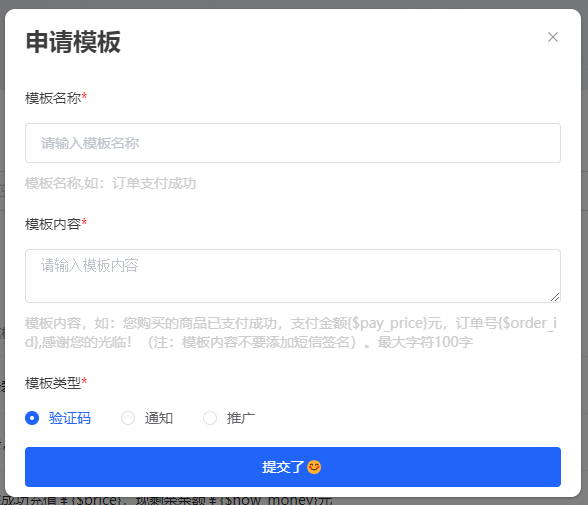 申请模板
模板名称*
请输入模板名称
模板名称,如：订单支付成功
模板内容*
请输入模板内容
模板内容，如：您购买的商品已支付成功，支付金额{$pay_price}元，订单号{$order_i
d},感谢您的光临！（注：模板内容不要添加短信签名）。最大字符100字
模板类型*
验证码 通知 推广
提交了😊
成功充值￥{$price}，现剩余余额￥{$now_money}元